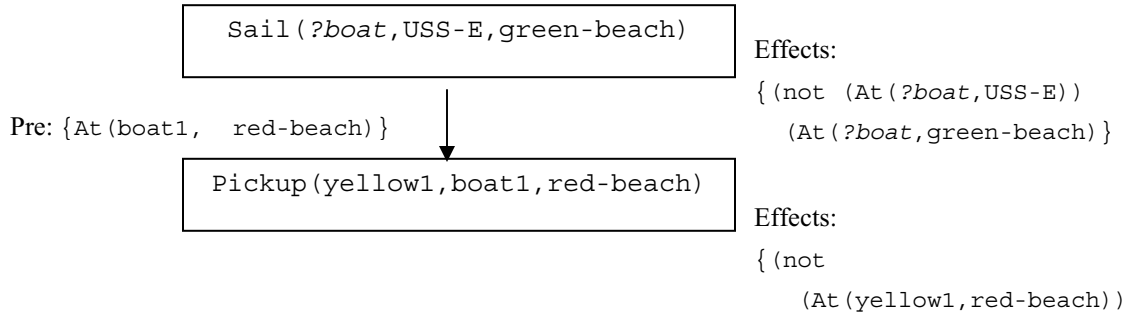 Sail(?boat,USS-E,green-beach)
Effects:
{(not (At(?boat,USS-E))
(At(?boat,green-beach)}
Pre: {At(boat1, red-beach)}
Pickup(yellow1,boat1,red-beach)
Effects:
{(not
(At(yellow1,red-beach))